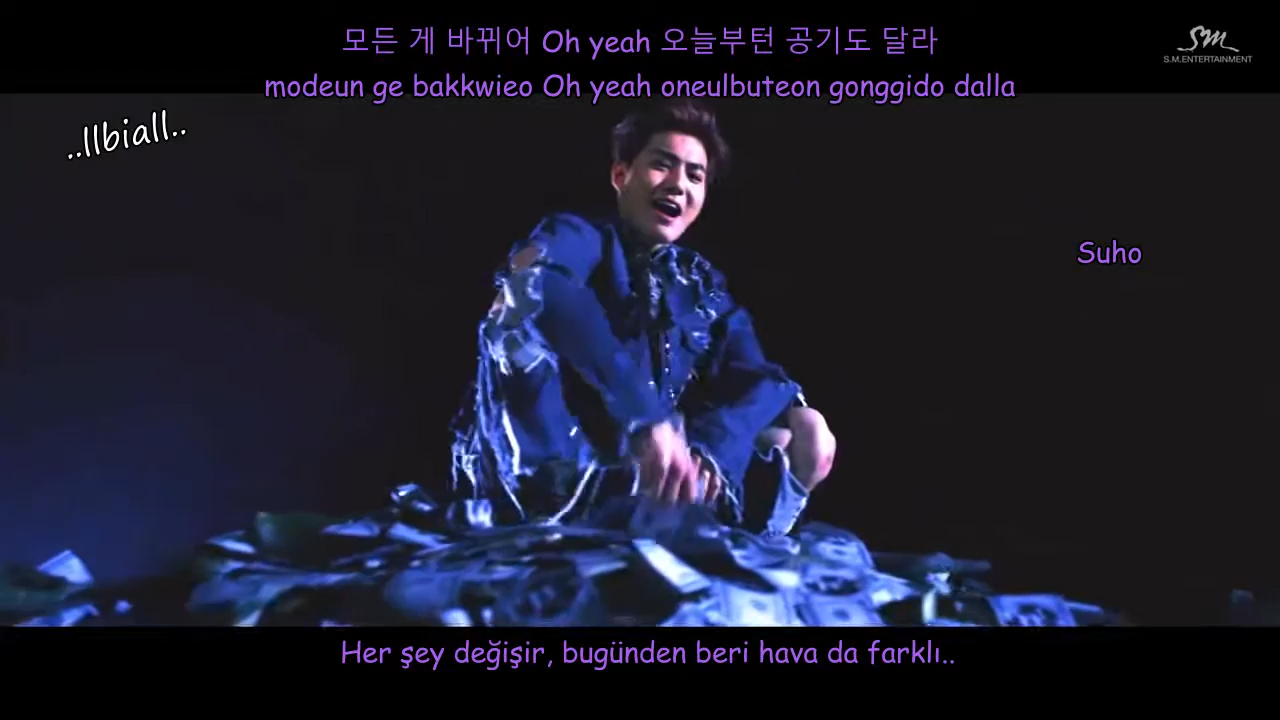 모든 게 바뀌어 Oh yeah 오늘부턴 공기도 달라
modeun ge bakkwieo Oh yeah oneulbuteon gonggido dalla
SM
S.M.ENTERTAINMENT
..llbiall..
Suho
Her şey değişir, bugünden beri hava da farklı..